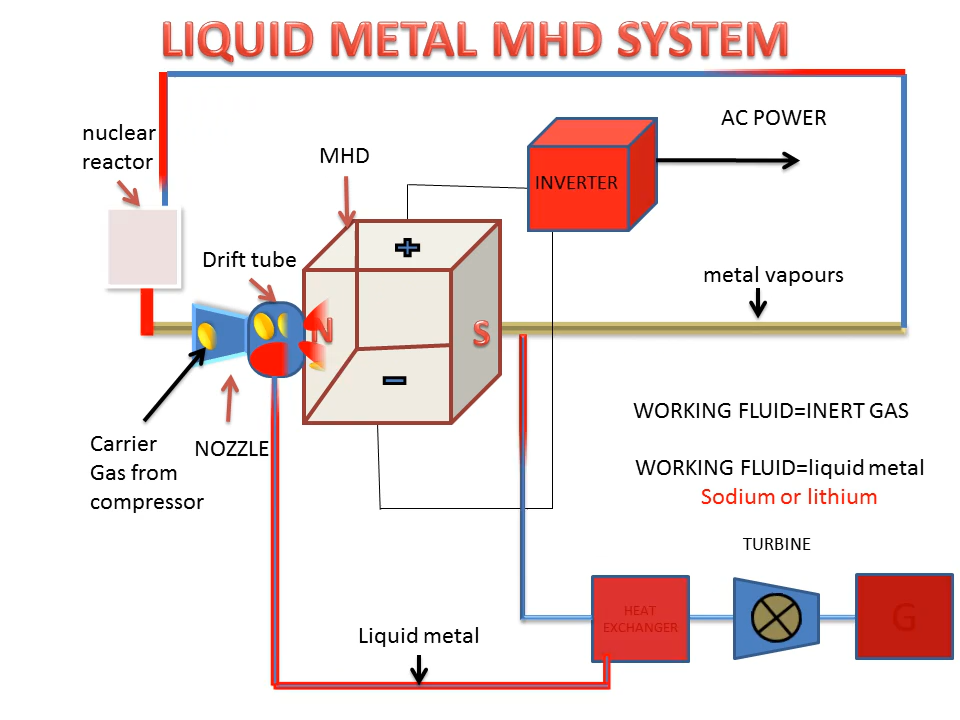 LIQUID METAL MHD SYSTEM
nuclear
reactor
MHD
AC POWER
INVERTER
Drift tube
metal vapours
+
N
S
−
WORKING FLUID=INERT GAS
Carrier
Gas from
compressor
NOZZLE
WORKING FLUID=liquid metal
Sodium or lithium
TURBINE
HEAT
EXCHANGER
G
Liquid metal